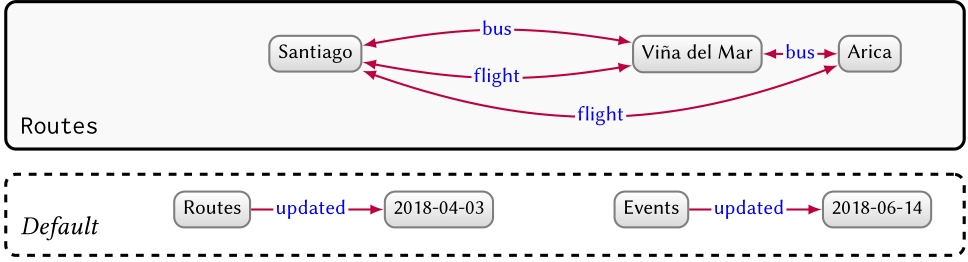 bus
Santiago
Viña del Mar
bus
Arica
flight
flight
Routes
Routes
updated
2018-04-03
Events
updated
2018-06-14
Default